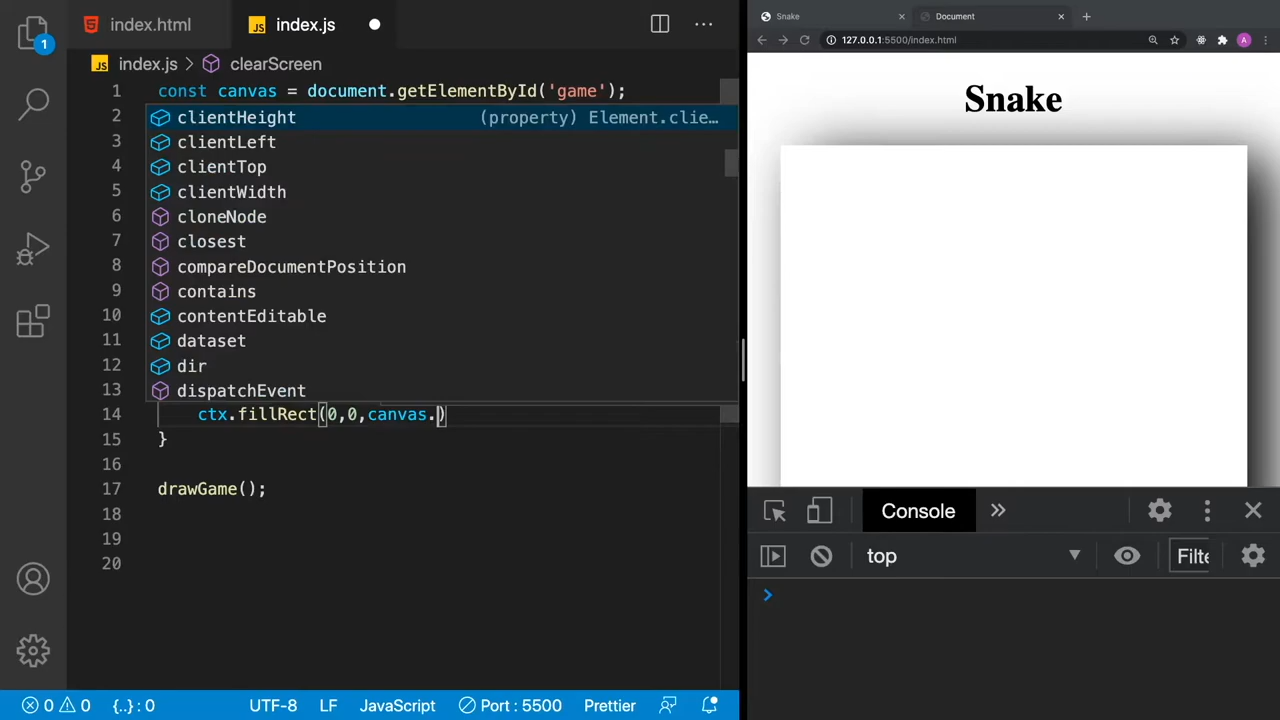 index.html
JS index.js
index.js > clearScreen
1 const canvas = document.getElementById('game');
2 clientHeight (property) Element.clie…
3 clientLeft
4 clientTop
5 clientWidth
6 cloneNode
7 closest
8 compareDocumentPosition
9 contains
10 contentEditable
11 dataset
12 dir
13 dispatchEvent
14 ctx.fillRect(0,0,canvas.)
15 }
16
17 drawGame();
18
19
20
1
0 0 {..} : 0 UTF-8 LF JavaScript Port : 5500 Prettier
Snake Document
127.0.0.1:5500/index.html A
Snake
Console
top Filte